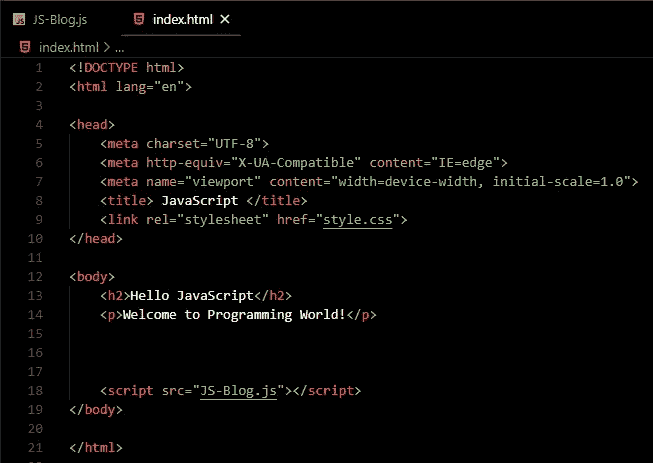 JS JS-Blog.js index.html ×
index.html > ...
1 <!DOCTYPE html>
2 <html lang="en">
3
4 <head>
5 <meta charset="UTF-8">
6 <meta http-equiv="X-UA-Compatible" content="IE=edge">
7 <meta name="viewport" content="width=device-width, initial-scale=1.0">
8 <title> JavaScript </title>
9 <link rel="stylesheet" href="style.css">
10 </head>
11
12 <body>
13 <h2>Hello JavaScript</h2>
14 <p>Welcome to Programming World!</p>
15
16
17
18 <script src="JS-Blog.js"></script>
19 </body>
20
21 </html>